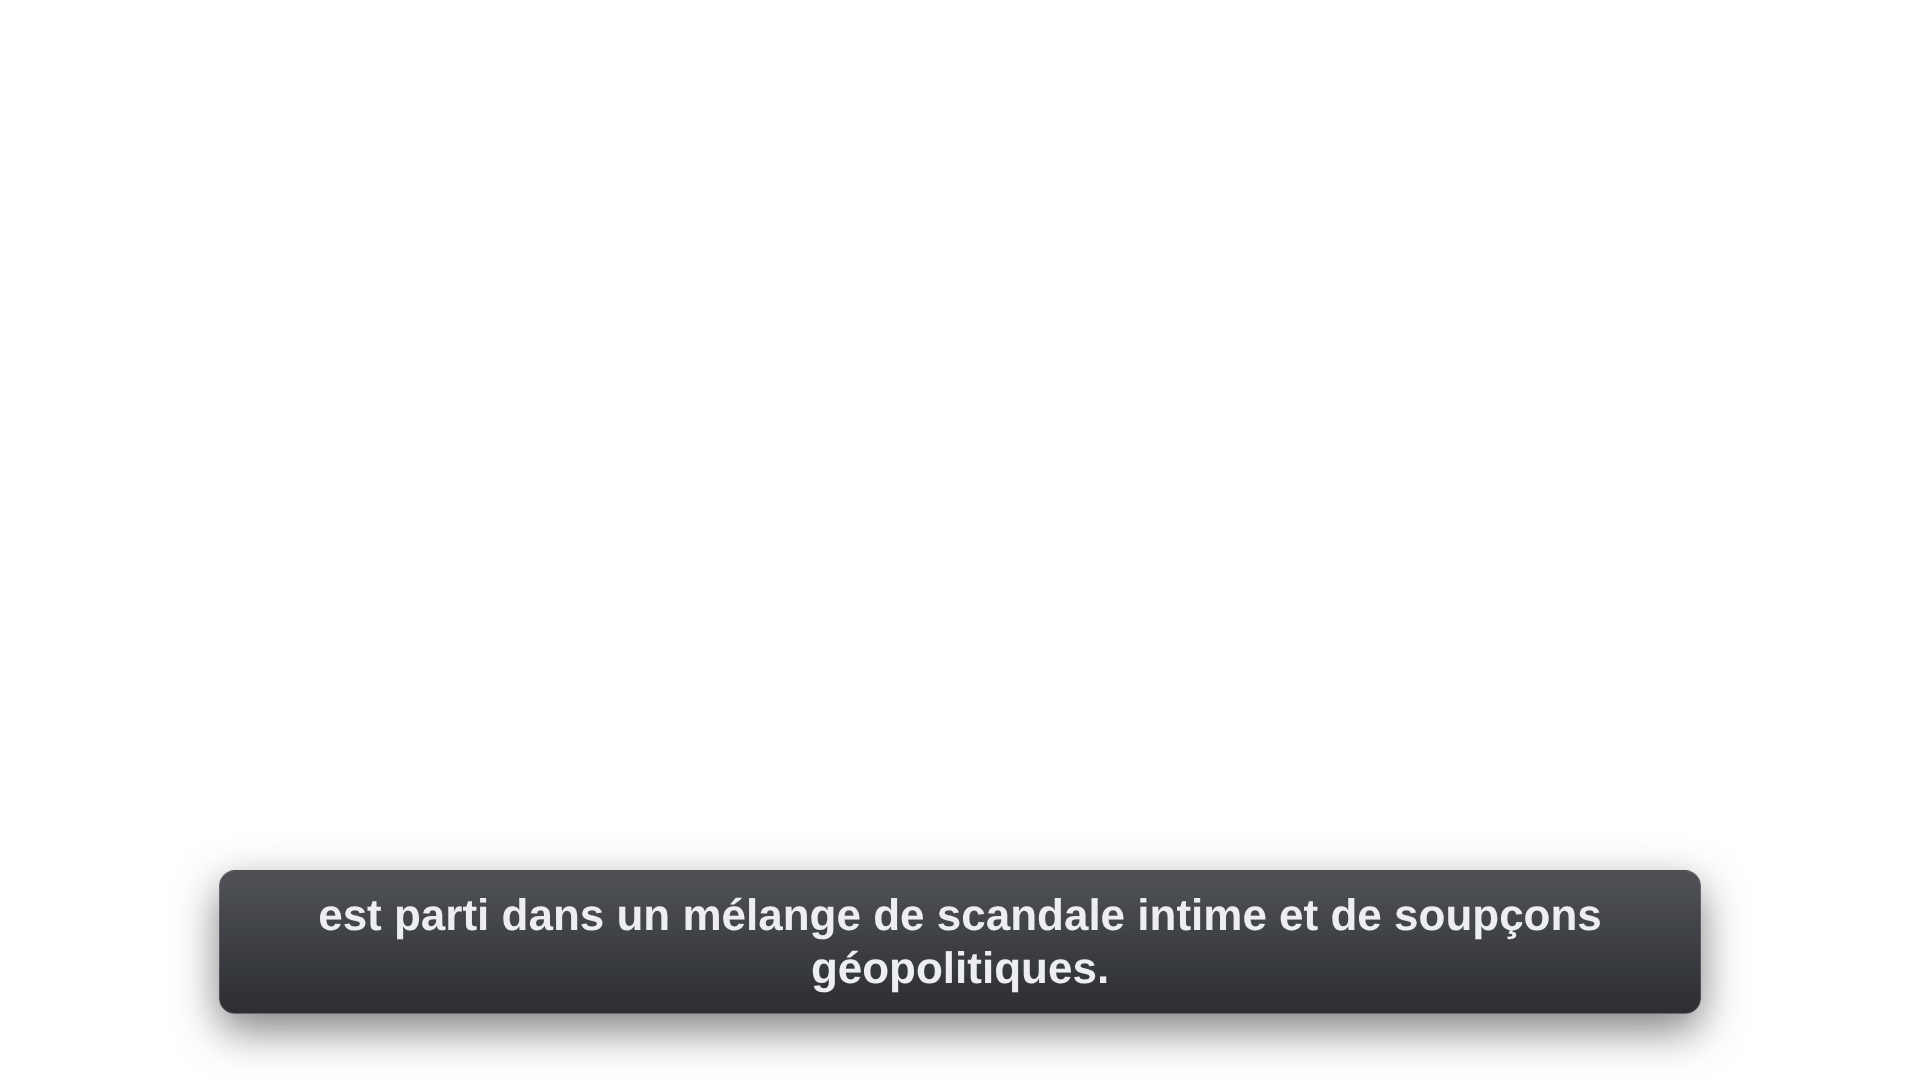 est parti dans un mélange de scandale intime et de soupçons
géopolitiques.